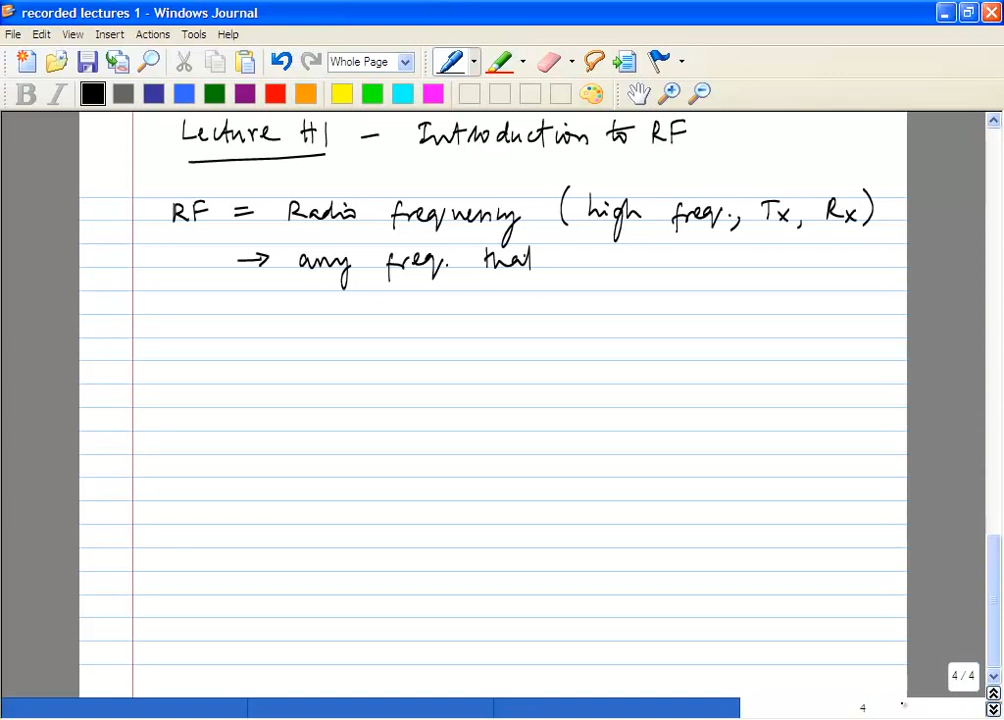 recorded lectures 1 - Windows Journal
File Edit View Insert Actions Tools Help
Whole Page
B I
Lecture #1 - Introduction to RF
RF = Radio frequency (high freq., Tx, Rx)
→ any freq. that
4 / 4
4